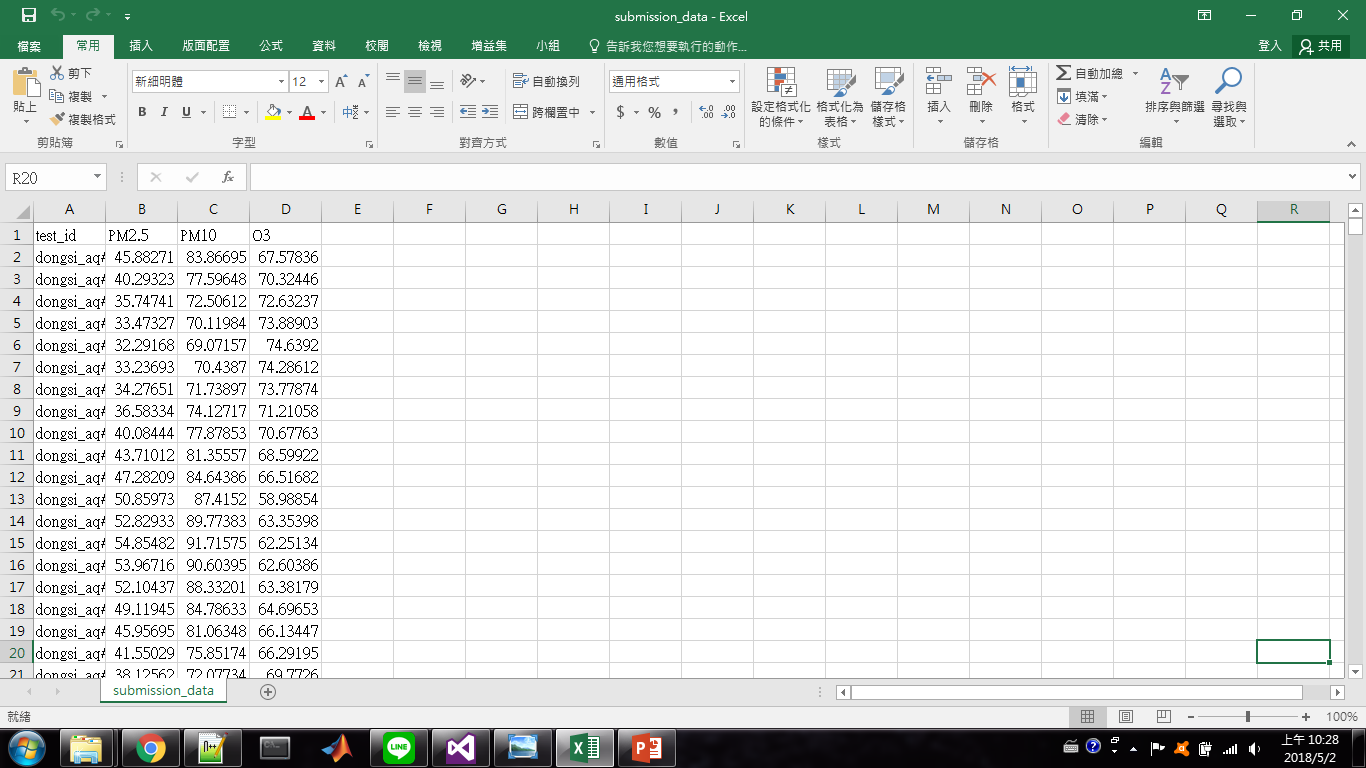 submission_data - Excel
檔案 常用 插入 版面配置 公式 資料 校閱 檢視 增益集 小組 告訴我您想要執行的動作... 登入 共用
貼上 剪下 複製 複製格式 剪貼簿
新細明體 12 B I U A 字型
自動換列 跨欄置中 對齊方式
通用格式 $ % , 數值
設定格式化的條件 格式化為表格 儲存格樣式 樣式
插入 刪除 格式 儲存格
Σ 自動加總 填滿 清除 排序與篩選 尋找與選取 編輯
R20 fx
A B C D E F G H I J K L M N O P Q R
1 test_id PM2.5 PM10 O3
2 dongsi_aq# 45.88271 83.86695 67.57836
3 dongsi_aq# 40.29323 77.59648 70.32446
4 dongsi_aq# 35.74741 72.50612 72.63237
5 dongsi_aq# 33.47327 70.11984 73.88903
6 dongsi_aq# 32.29168 69.07157 74.6392
7 dongsi_aq# 33.23693 70.4387 74.28612
8 dongsi_aq# 34.27651 71.73897 73.77874
9 dongsi_aq# 36.58334 74.12717 71.21058
10 dongsi_aq# 40.08444 77.87853 70.67763
11 dongsi_aq# 43.71012 81.35557 68.59922
12 dongsi_aq# 47.28209 84.64386 66.51682
13 dongsi_aq# 50.85973 87.4152 58.98854
14 dongsi_aq# 52.82933 89.77383 63.35398
15 dongsi_aq# 54.85482 91.71575 62.25134
16 dongsi_aq# 53.96716 90.60395 62.60386
17 dongsi_aq# 52.10437 88.33201 63.38179
18 dongsi_aq# 49.11945 84.78633 64.69653
19 dongsi_aq# 45.95695 81.06348 66.13447
20 dongsi_aq# 41.55029 75.85174 66.29195
21 dongsi_aq# 38.12562 72.07734 69.7726
submission_data
就緒 100%
上午 10:28
2018/5/2